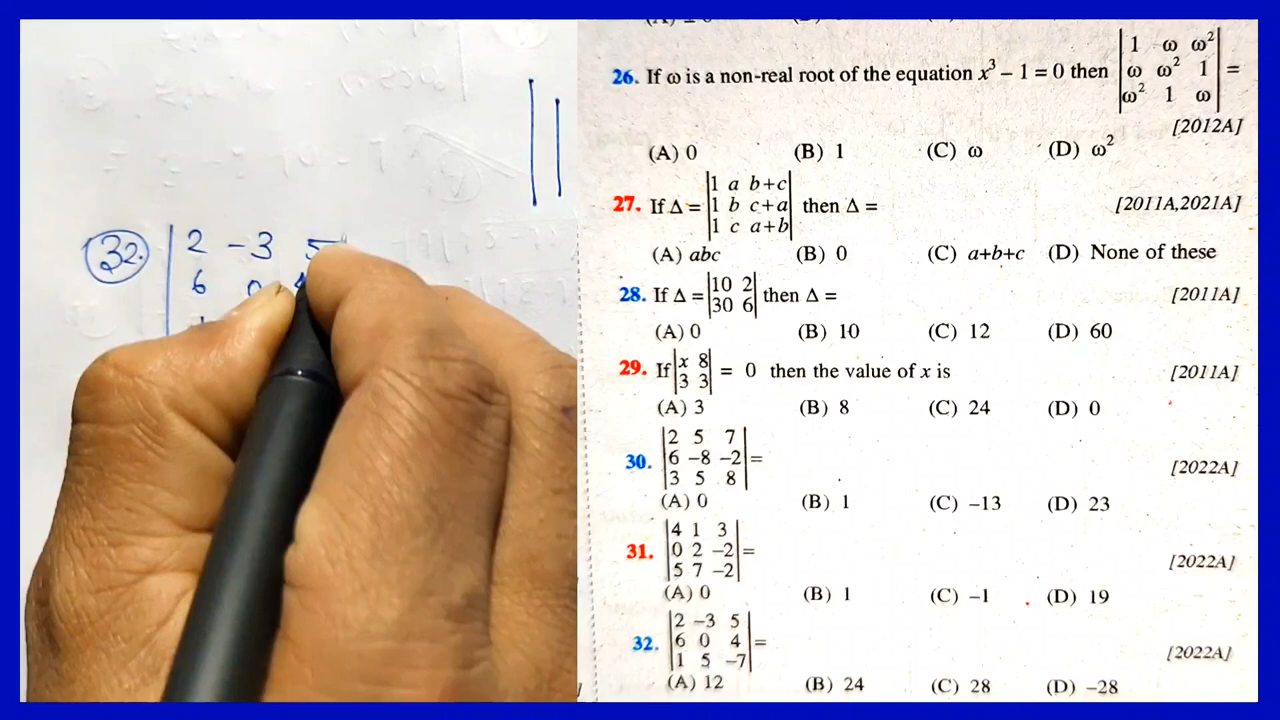 32.
2 -3 5
6 0
26. If ω is a non-real root of the equation x³ – 1 = 0 then |1 ω ω²|
|ω ω² 1| =
|ω² 1 ω|
[2012A]
(A) 0 (B) 1 (C) ω (D) ω²
|1 a b+c|
27. If Δ = |1 b c+a| then Δ = [2011A,2021A]
|1 c a+b|
(A) abc (B) 0 (C) a+b+c (D) None of these
28. If Δ = |10 2| then Δ = [2011A]
|30 6|
(A) 0 (B) 10 (C) 12 (D) 60
29. If |x 8| = 0 then the value of x is [2011A]
|3 3|
(A) 3 (B) 8 (C) 24 (D) 0
|2 5 7|
30. |6 –8 –2| = [2022A]
|3 5 8|
(A) 0 (B) 1 (C) –13 (D) 23
|4 1 3|
31. |0 2 –2| = [2022A]
|5 7 –2|
(A) 0 (B) 1 (C) –1 (D) 19
|2 –3 5|
32. |6 0 4| = [2022A]
|1 5 –7|
(A) 12 (B) 24 (C) 28 (D) –28